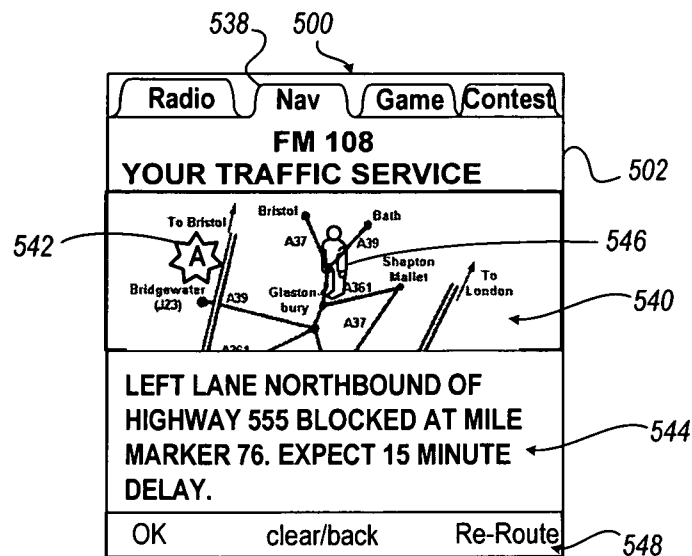 538
500
Radio Nav Game Contest
FM 108
YOUR TRAFFIC SERVICE
502
To Bristol
Bristol
Bath
542
A
A37
A39
546
Shapton
Mallet
To
London
Bridgewater
(J23)
A39
Glaston
bury
A361
540
A37
A361
LEFT LANE NORTHBOUND OF
HIGHWAY 555 BLOCKED AT MILE
MARKER 76. EXPECT 15 MINUTE
DELAY.
544
OK clear/back Re-Route
548